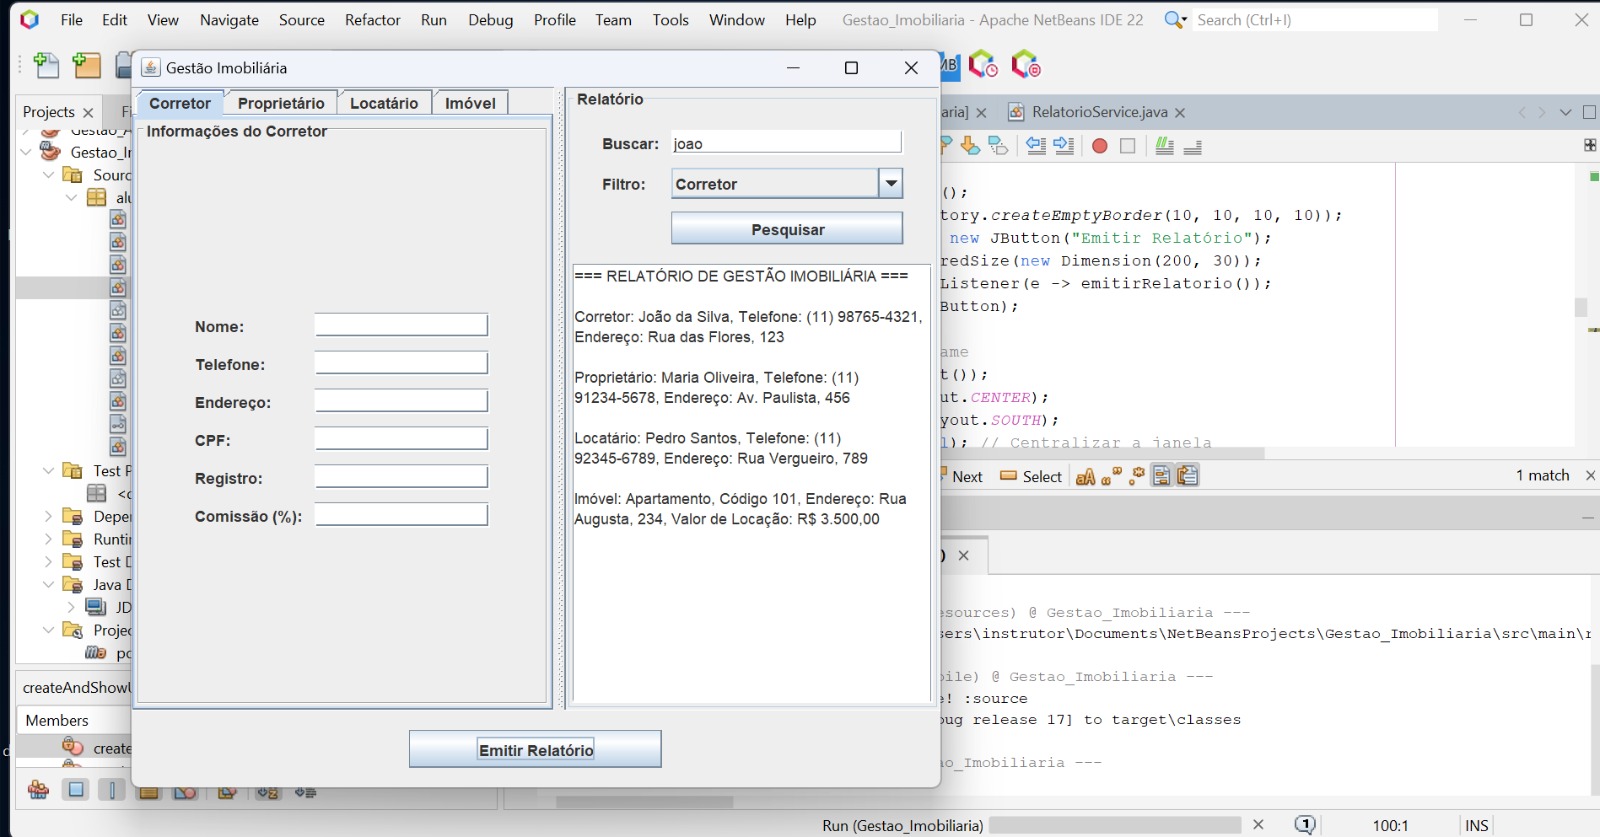 File Edit View Navigate Source Refactor Run Debug Profile Team Tools Window Help Gestao_Imobiliaria - Apache NetBeans IDE 22 Search (Ctrl+I)
Gestão Imobiliária
Projects
Gestao_A
Gestao_I
Sourc
Test P
Depe
Runti
Test D
Java D
JD
Projec
po
createAndShowU
Members
create
Corretor Proprietário Locatário Imóvel
Informações do Corretor
Nome:
Telefone:
Endereço:
CPF:
Registro:
Comissão (%):
Relatório
Buscar: joao
Filtro: Corretor
Pesquisar
=== RELATÓRIO DE GESTÃO IMOBILIÁRIA ===
Corretor: João da Silva, Telefone: (11) 98765-4321,
Endereço: Rua das Flores, 123
Proprietário: Maria Oliveira, Telefone: (11)
91234-5678, Endereço: Av. Paulista, 456
Locatário: Pedro Santos, Telefone: (11)
92345-6789, Endereço: Rua Vergueiro, 789
Imóvel: Apartamento, Código 101, Endereço: Rua
Augusta, 234, Valor de Locação: R$ 3.500,00
Emitir Relatório
aria] RelatorioService.java
();
tory.createEmptyBorder(10, 10, 10, 10));
new JButton("Emitir Relatório");
redSize(new Dimension(200, 30));
Listener(e -> emitirRelatorio());
Button);
ame
t());
ut.CENTER);
yout.SOUTH);
); // Centralizar a janela
Next Select 1 match
esources) @ Gestao_Imobiliaria ---
sers\instrutor\Documents\NetBeansProjects\Gestao_Imobiliaria\src\main\r
pile) @ Gestao_Imobiliaria ---
e! :source
bug release 17] to target\classes
ao_Imobiliaria ---
Run (Gestao_Imobiliaria) 1 100:1 INS